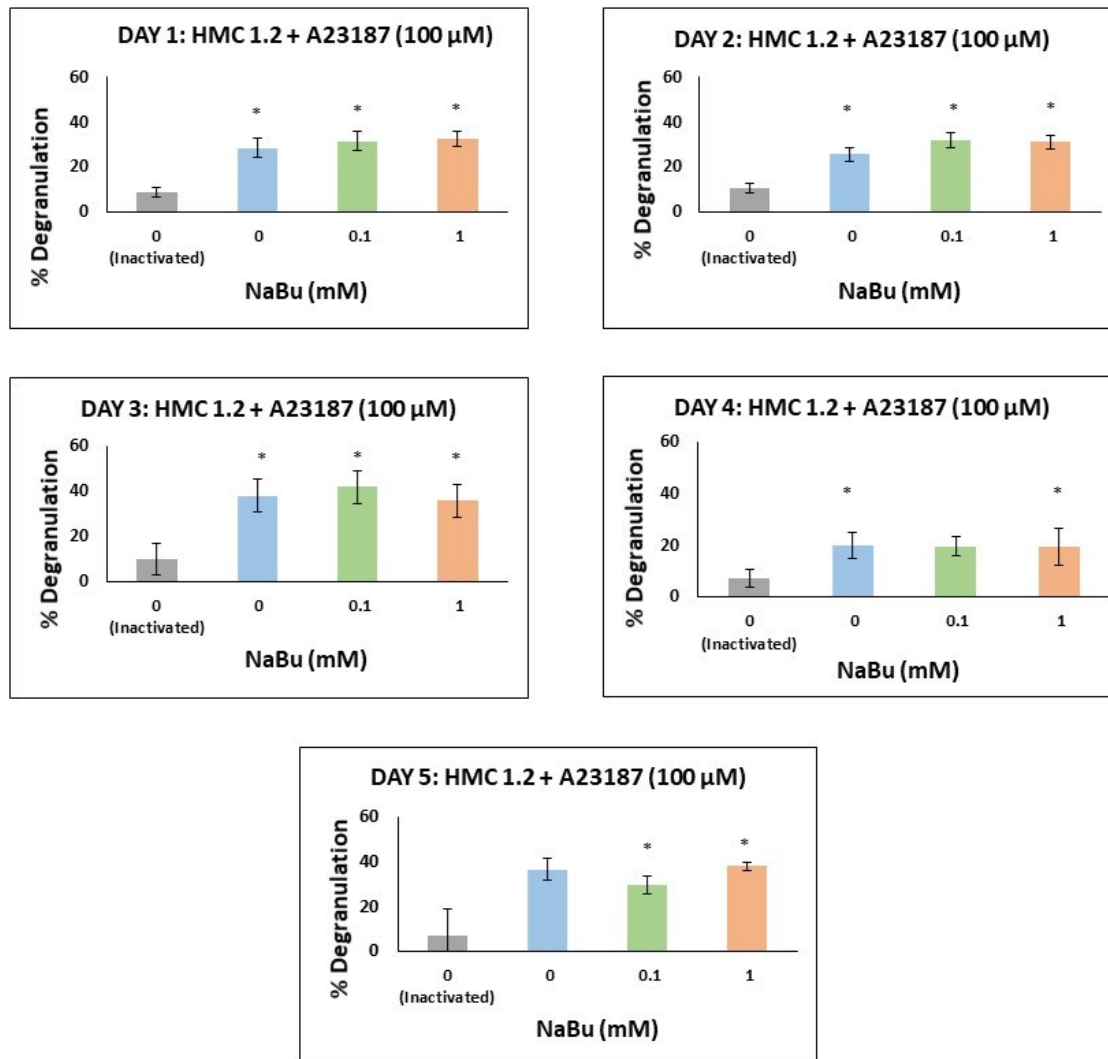 DAY 1: HMC 1.2 + A23187 (100 µM)
% Degranulation
60
40
20
0
* * *
0 0 0.1 1
(Inactivated)
NaBu (mM)
DAY 2: HMC 1.2 + A23187 (100 µM)
% Degranulation
60
40
20
0
* * *
0 0 0.1 1
(Inactivated)
NaBu (mM)
DAY 3: HMC 1.2 + A23187 (100 µM)
% Degranulation
60
40
20
0
* * *
0 0 0.1 1
(Inactivated)
NaBu (mM)
DAY 4: HMC 1.2 + A23187 (100 µM)
% Degranulation
60
40
20
0
* *
0 0 0.1 1
(Inactivated)
NaBu (mM)
DAY 5: HMC 1.2 + A23187 (100 µM)
% Degranulation
60
40
20
0
* *
0 0 0.1 1
(Inactivated)
NaBu (mM)